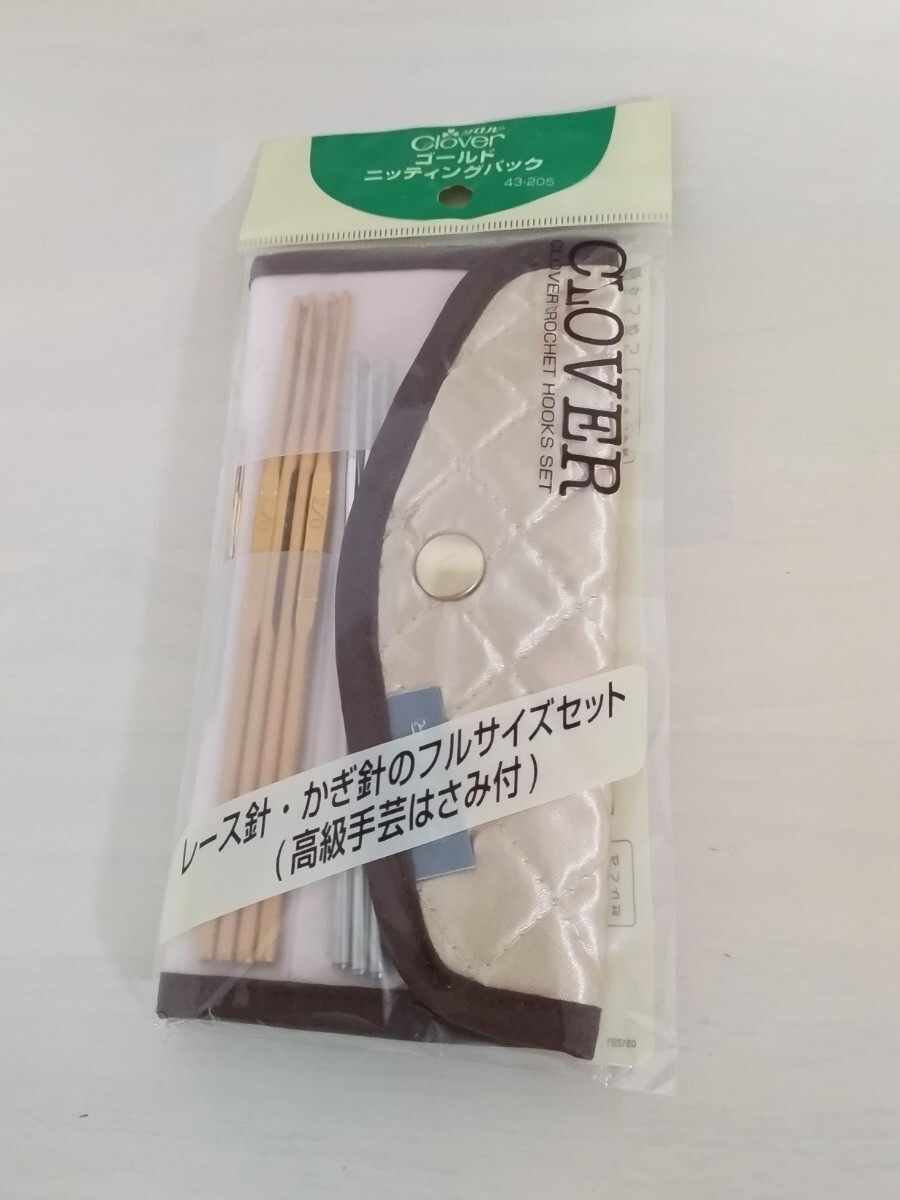 クロバー
Clover
ゴールド
ニッティングパック
43-205
CLOVER
CLOVER CROCHET HOOKS SET
2/0
レース針・かぎ針のフルサイズセット
(高級手芸はさみ付)